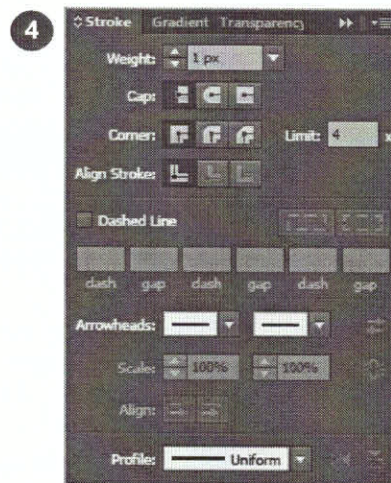 4
Stroke Gradient Transparency
Weight: 1 px
Cap:
Corner: Limit: 4 x
Align Stroke:
Dashed Line
dash gap dash gap dash gap
Arrowheads:
Scale: 100% 100%
Align:
Profile: Uniform